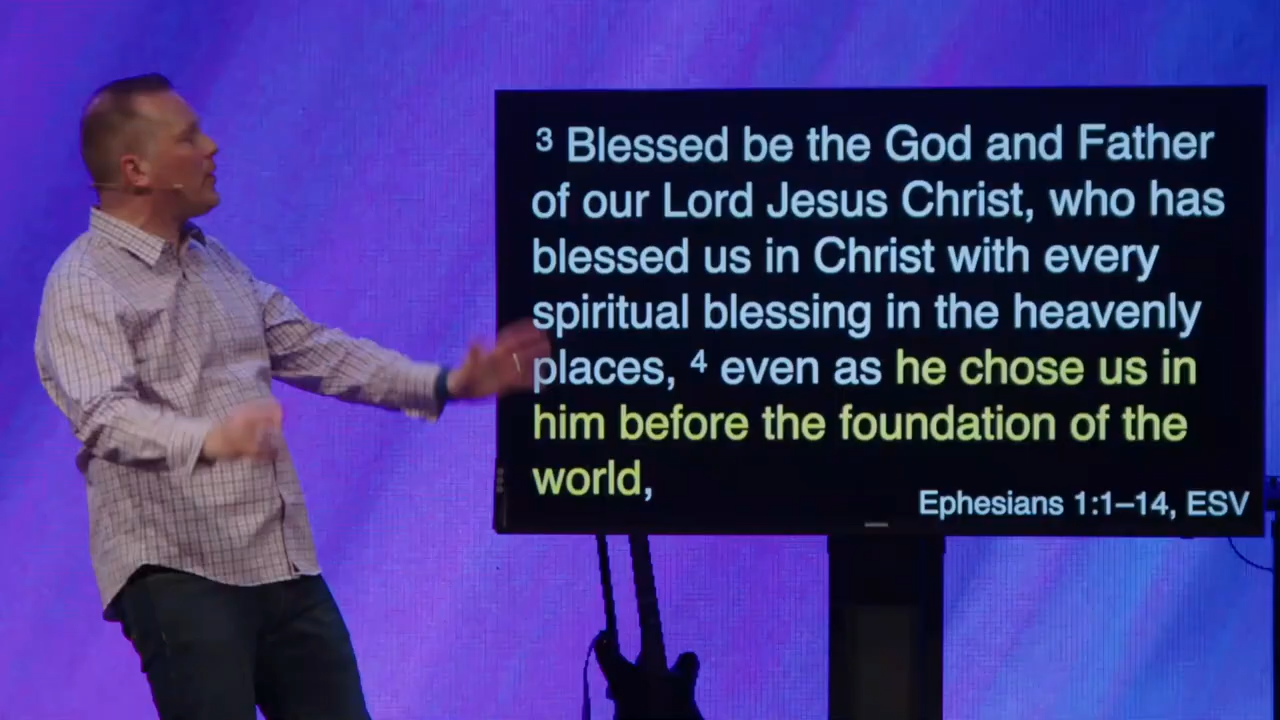 ³ Blessed be the God and Father
of our Lord Jesus Christ, who has
blessed us in Christ with every
spiritual blessing in the heavenly
places, ⁴ even as he chose us in
him before the foundation of the
world,
Ephesians 1:1–14, ESV